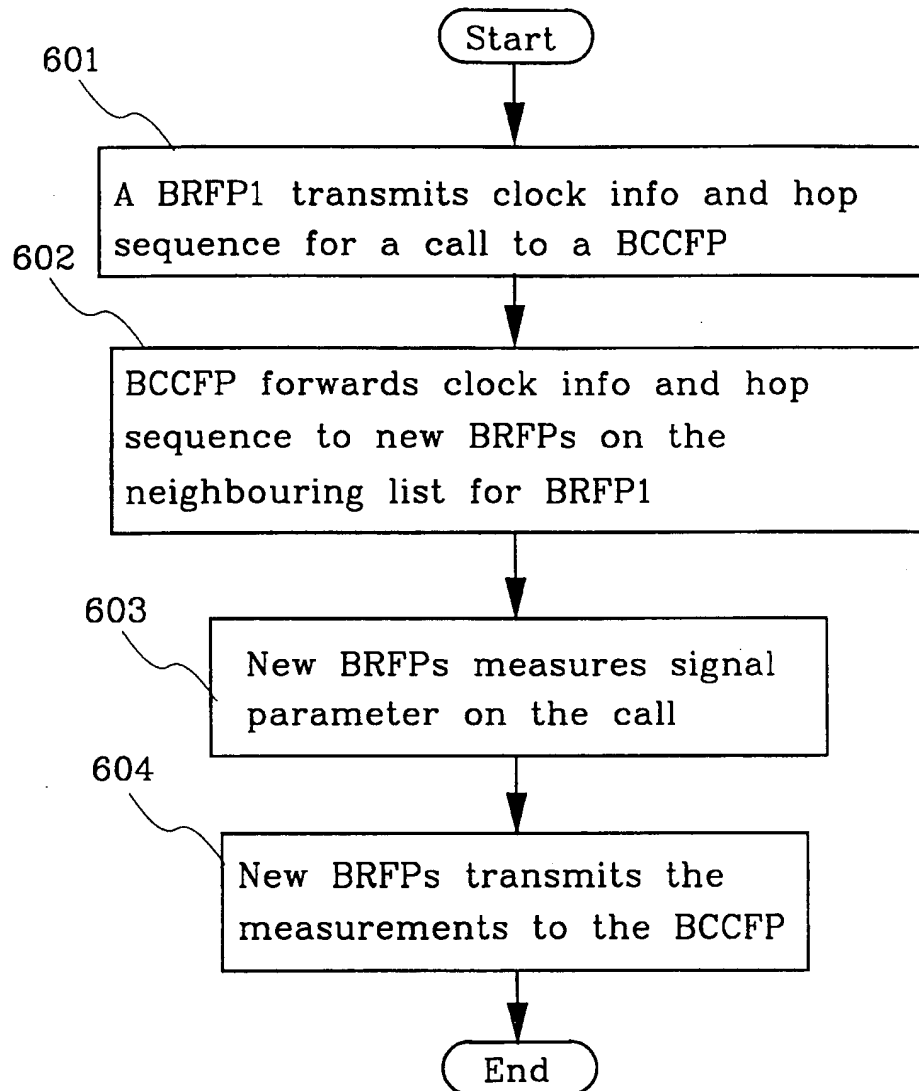 Start
601
A BRFP1 transmits clock info and hop
sequence for a call to a BCCFP
602
BCCFP forwards clock info and hop
sequence to new BRFPs on the
neighbouring list for BRFP1
603
New BRFPs measures signal
parameter on the call
604
New BRFPs transmits the
measurements to the BCCFP
End